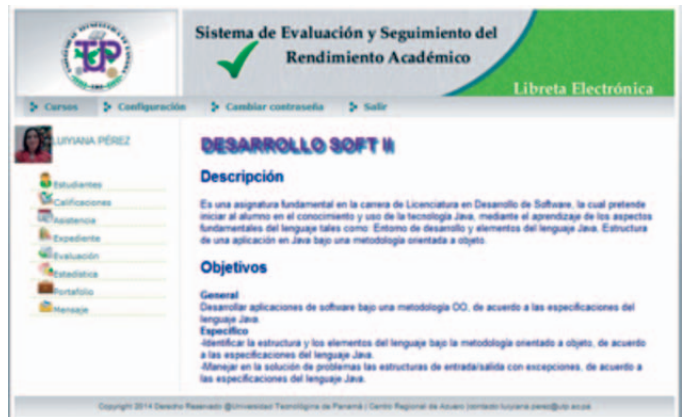 UTP
Sistema de Evaluación y Seguimiento del
Rendimiento Académico
Libreta Electrónica
Cursos Configuración Cambiar contraseña Salir
LUIYIANA PÉREZ
Estudiantes
Calificaciones
Asistencia
Expediente
Evaluación
Estadística
Portafolio
Mensaje
DESARROLLO SOFT II
Descripción
Es una asignatura fundamental en la carrera de Licenciatura en Desarrollo de Software, la cual pretende
iniciar al alumno en el conocimiento y uso de la tecnología Java, mediante el aprendizaje de los aspectos
fundamentales del lenguaje tales como: Entorno de desarrollo y elementos del lenguaje Java. Estructura
de una aplicación en Java bajo una metodología orientada a objeto.
Objetivos
General
Desarrollar aplicaciones de software bajo una metodología OO, de acuerdo a las especificaciones del
lenguaje Java.
Específico
-Identificar la estructura y los elementos del lenguaje bajo la metodología orientado a objeto, de acuerdo
a las especificaciones del lenguaje Java.
-Manejar en la solución de problemas las estructuras de entrada/salida con excepciones, de acuerdo a
las especificaciones del lenguaje Java.
Copyright 2014 Derecho Reservado @Universidad Tecnológica de Panamá | Centro Regional de Azuero